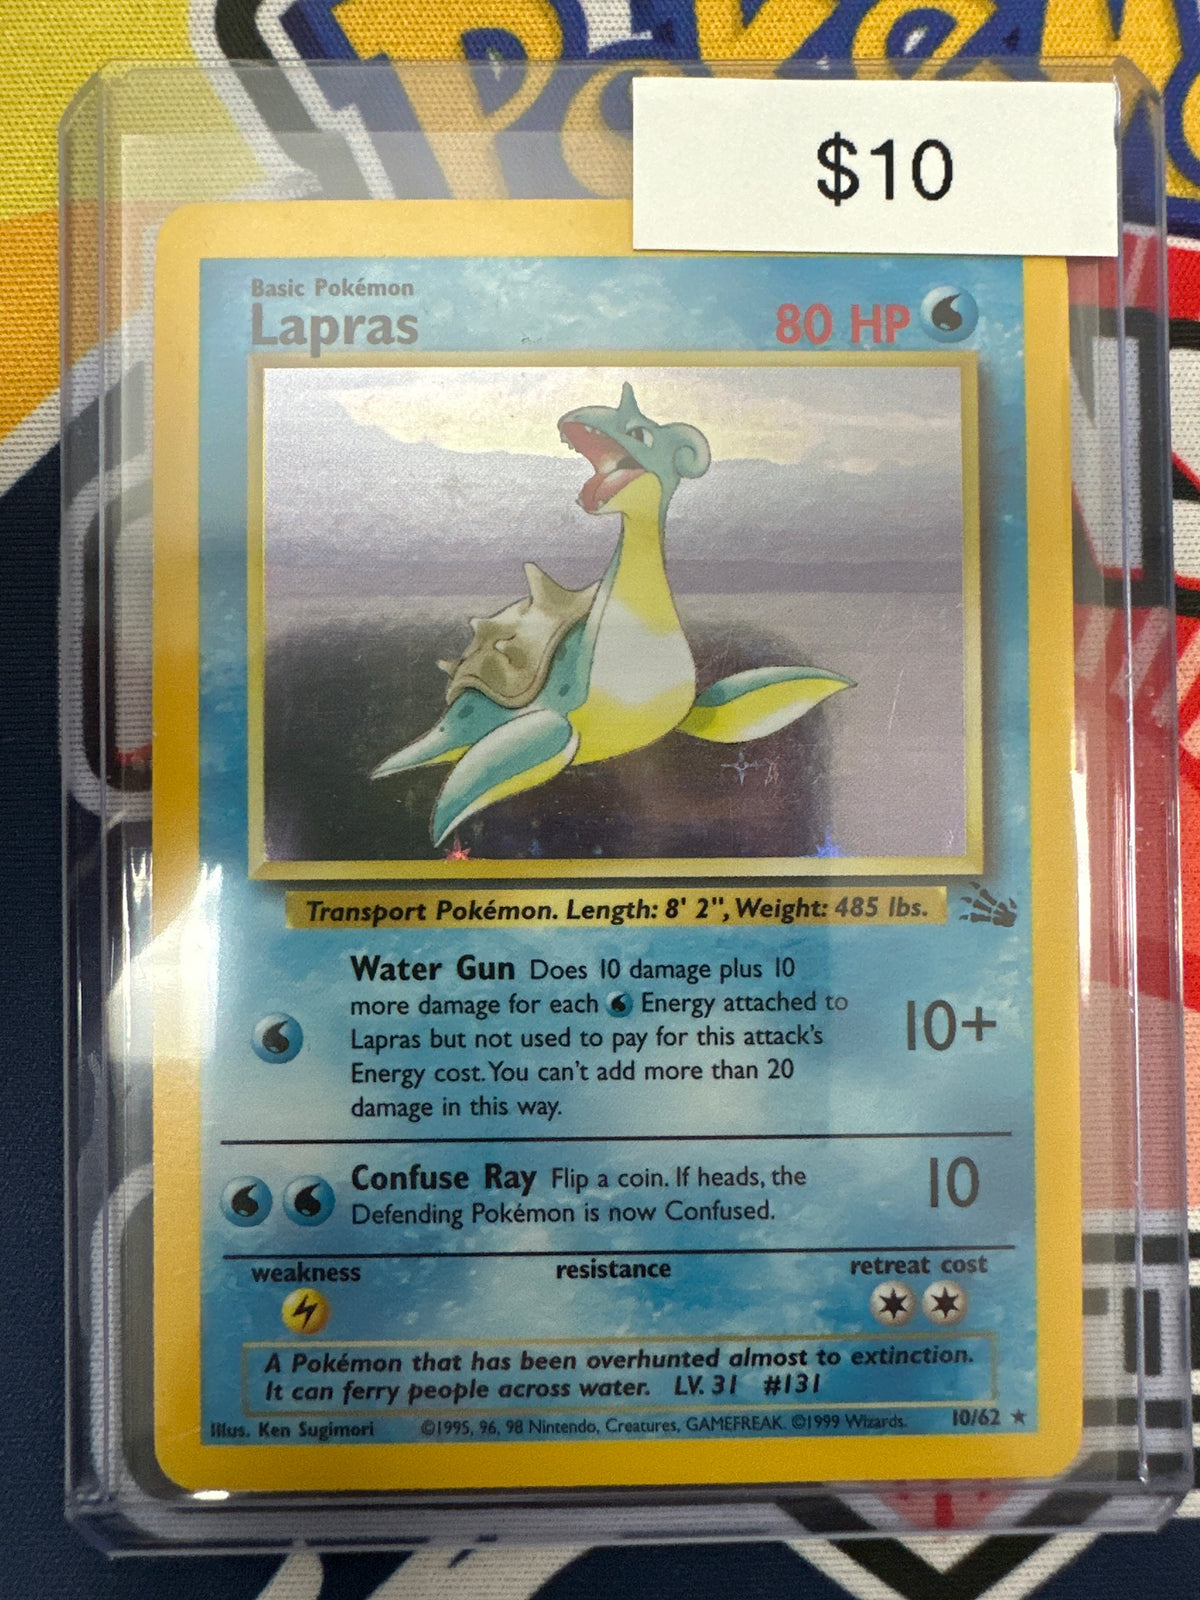 POKéM
$10
Basic Pokémon
Lapras
80 HP
Transport Pokémon. Length: 8' 2", Weight: 485 lbs.
Water Gun Does 10 damage plus 10
more damage for each Energy attached to
Lapras but not used to pay for this attack's
Energy cost. You can't add more than 20
damage in this way.
10+
Confuse Ray Flip a coin. If heads, the
Defending Pokémon is now Confused.
10
weakness
resistance
retreat cost
A Pokémon that has been overhunted almost to extinction.
It can ferry people across water. LV. 31 #131
Illus. Ken Sugimori
©1995, 96, 98 Nintendo, Creatures, GAMEFREAK. ©1999 Wizards.
10/62 ★